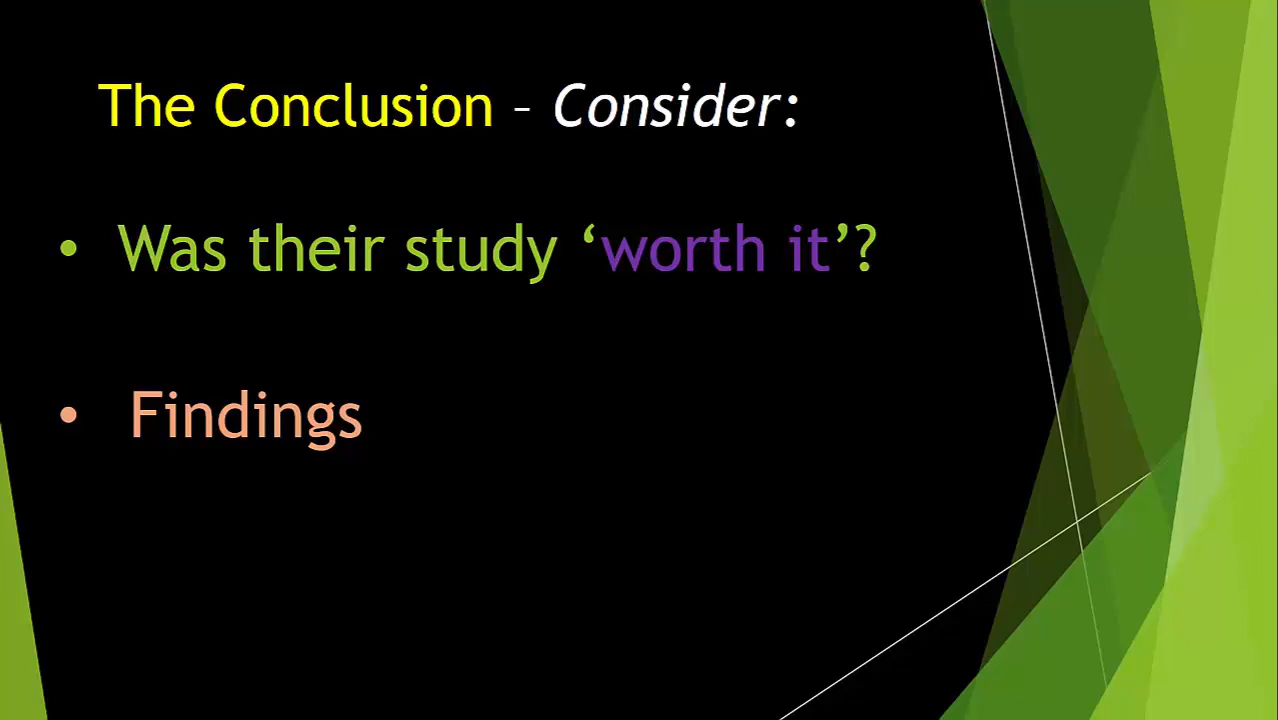 The Conclusion – Consider:
• Was their study ‘worth it’?
• Findings